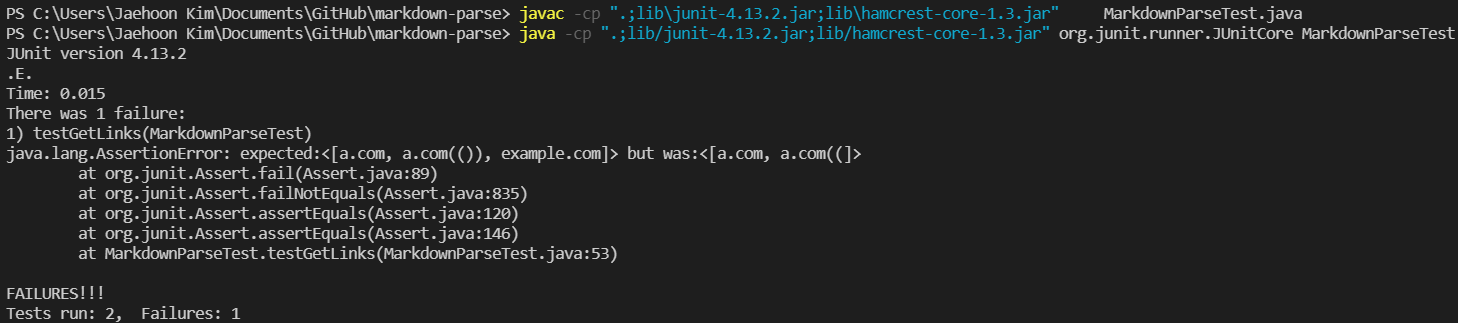 PS C:\Users\Jaehoon Kim\Documents\GitHub\markdown-parse> javac -cp ".;lib\junit-4.13.2.jar;lib\hamcrest-core-1.3.jar"     MarkdownParseTest.java
PS C:\Users\Jaehoon Kim\Documents\GitHub\markdown-parse> java -cp ".;lib/junit-4.13.2.jar;lib/hamcrest-core-1.3.jar" org.junit.runner.JUnitCore MarkdownParseTest
JUnit version 4.13.2
.E.
Time: 0.015
There was 1 failure:
1) testGetLinks(MarkdownParseTest)
java.lang.AssertionError: expected:<[a.com, a.com(()), example.com]> but was:<[a.com, a.com((]>
        at org.junit.Assert.fail(Assert.java:89)
        at org.junit.Assert.failNotEquals(Assert.java:835)
        at org.junit.Assert.assertEquals(Assert.java:120)
        at org.junit.Assert.assertEquals(Assert.java:146)
        at MarkdownParseTest.testGetLinks(MarkdownParseTest.java:53)

FAILURES!!!
Tests run: 2,  Failures: 1